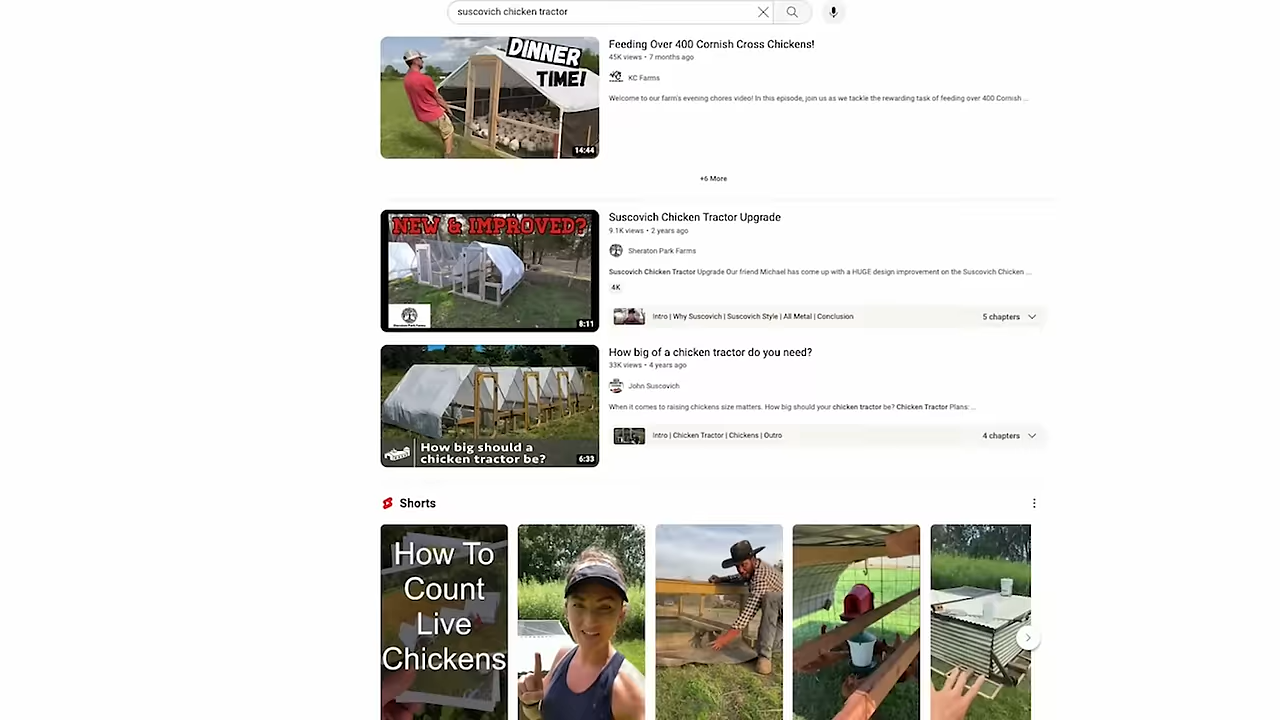 suscovich chicken tractor
DINNER
TIME!
14:44
Feeding Over 400 Cornish Cross Chickens!
45K views • 7 months ago
KC Farms
Welcome to our farm's evening chores video! In this episode, join us as we tackle the rewarding task of feeding over 400 Cornish ...
+6 More
NEW & IMPROVED?
Sheraton Park Farms
8:11
Suscovich Chicken Tractor Upgrade
9.1K views • 2 years ago
Sheraton Park Farms
Suscovich Chicken Tractor Upgrade Our friend Michael has come up with a HUGE design improvement on the Suscovich Chicken ...
4K
Intro | Why Suscovich | Suscovich Style | All Metal | Conclusion
5 chapters
How big should a
chicken tractor be?
6:33
How big of a chicken tractor do you need?
33K views • 4 years ago
John Suscovich
When it comes to raising chickens size matters. How big should your chicken tractor be? Chicken Tractor Plans: ...
Intro | Chicken Tractor | Chickens | Outro
4 chapters
Shorts
How To
Count
Live
Chickens